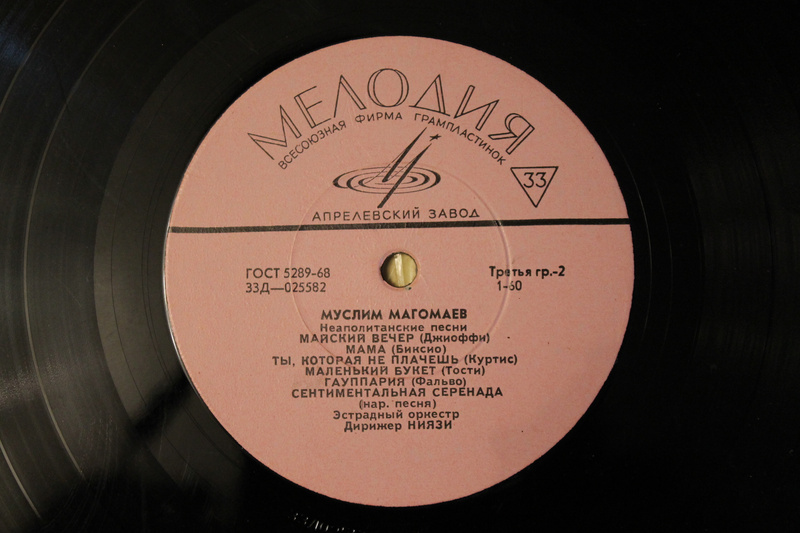 МЕЛОДИЯ
ВСЕСОЮЗНАЯ ФИРМА ГРАМПЛАСТИНОК
33
АПРЕЛЕВСКИЙ ЗАВОД
ГОСТ 5289-68
33Д—025582
Третья гр.-2
1-60
МУСЛИМ МАГОМАЕВ
Неаполитанские песни
МАЙСКИЙ ВЕЧЕР (Джиоффи)
МАМА (Биксио)
ТЫ, КОТОРАЯ НЕ ПЛАЧЕШЬ (Куртис)
МАЛЕНЬКИЙ БУКЕТ (Тости)
ГАУППАРИЯ (Фальво)
СЕНТИМЕНТАЛЬНАЯ СЕРЕНАДА
(нар. песня)
Эстрадный оркестр
Дирижер НИЯЗИ